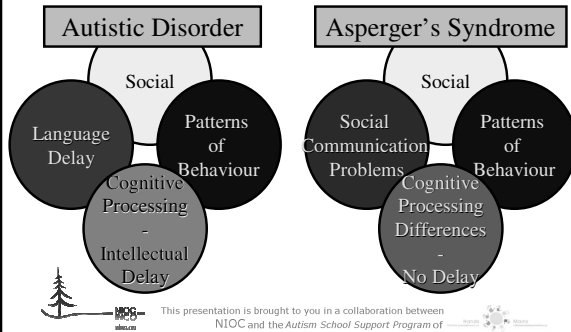 Autistic Disorder
Social
Language
Delay
Patterns
of
Behaviour
Cognitive
Processing
-
Intellectual
Delay
Asperger's Syndrome
Social
Social
Communication
Problems
Patterns
of
Behaviour
Cognitive
Processing
Differences
-
No Delay
NIOC
This presentation is brought to you in a collaboration between
NIOC and the Autism School Support Program of